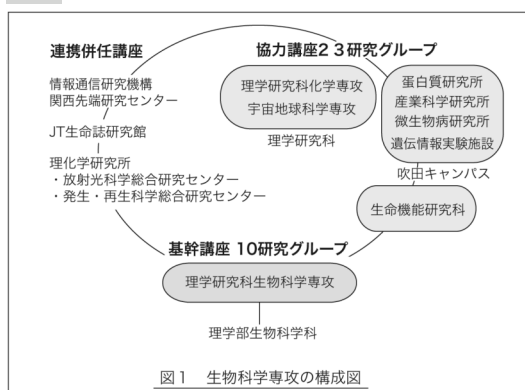 連携併任講座
情報通信研究機構
関西先端研究センター
JT生命誌研究館
理化学研究所
・放射光科学総合研究センター
・発生・再生科学総合研究センター
協力講座23研究グループ
理学研究科化学専攻
宇宙地球科学専攻
理学研究科
蛋白質研究所
産業科学研究所
微生物病研究所
遺伝情報実験施設
吹田キャンパス
生命機能研究科
基幹講座 10研究グループ
理学研究科生物科学専攻
理学部生物科学科
図1 生物科学専攻の構成図